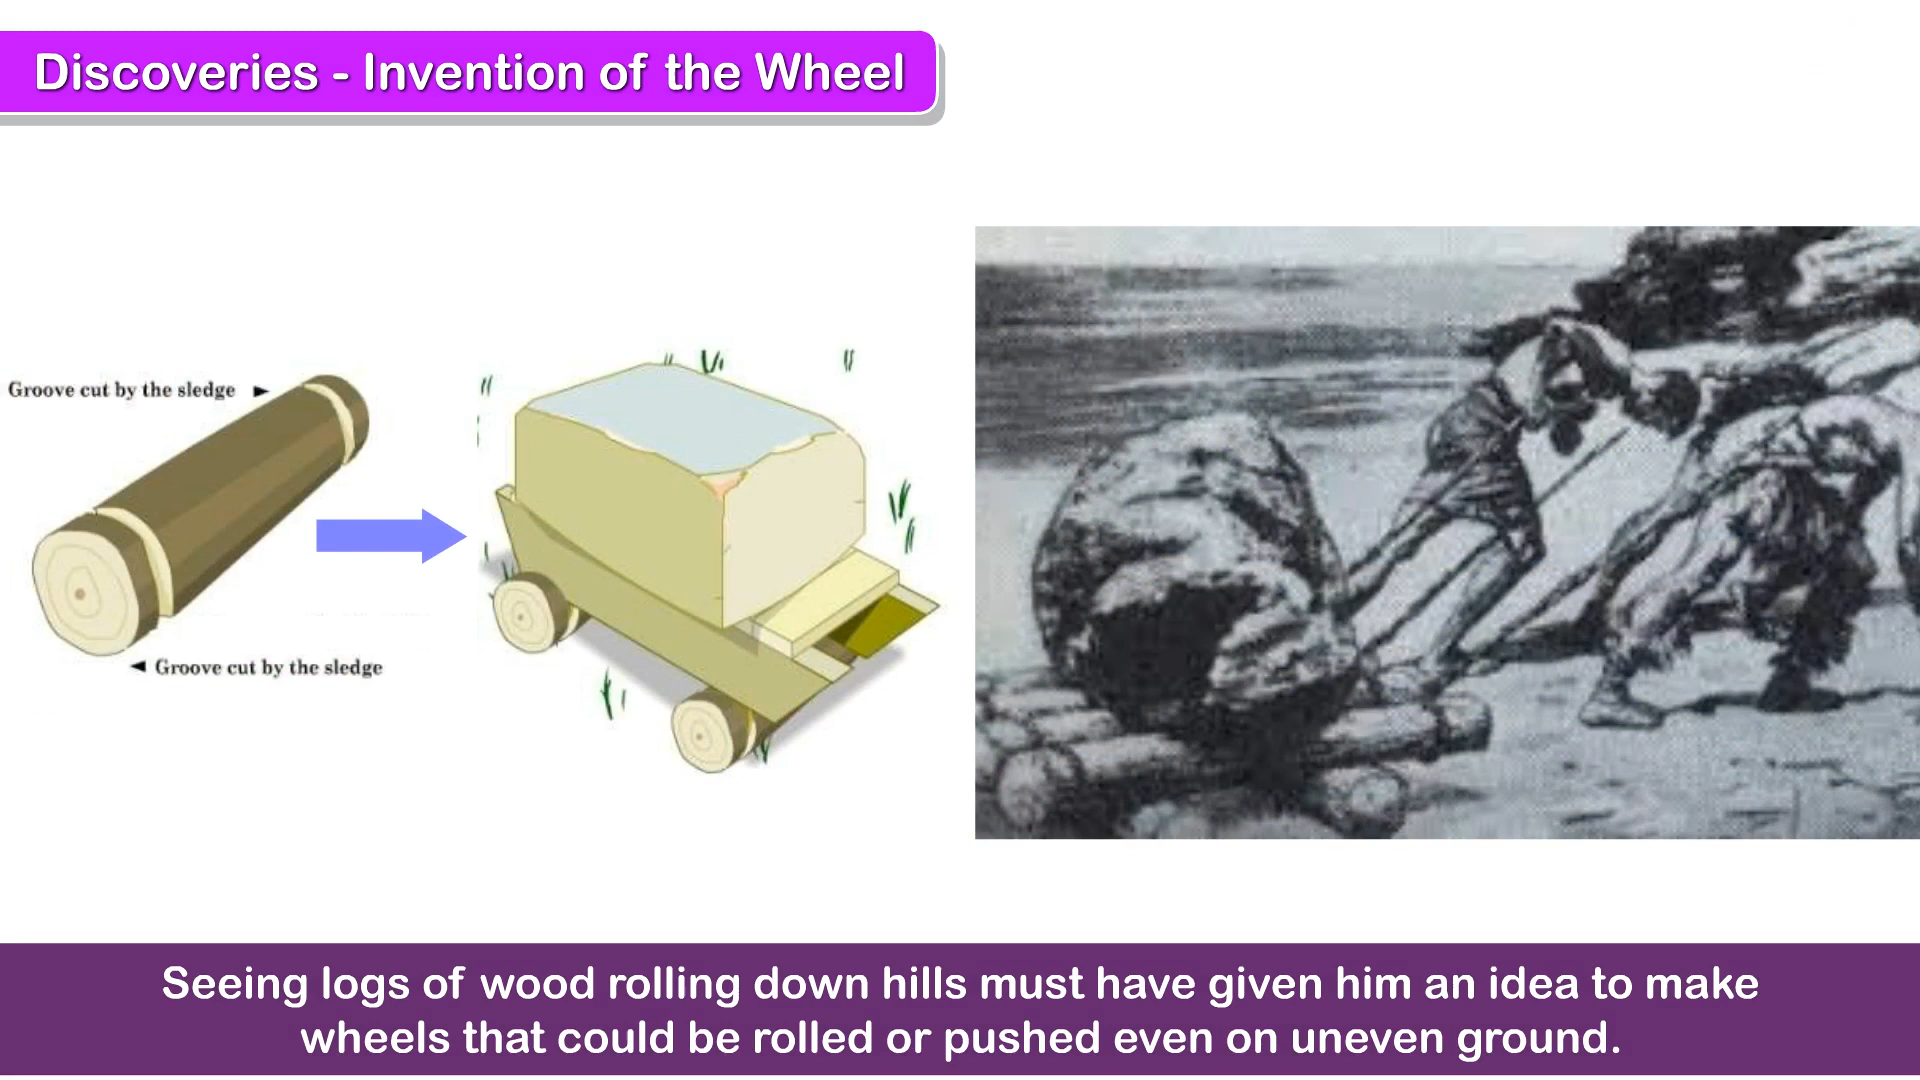 Discoveries - Invention of the Wheel
Groove cut by the sledge
Groove cut by the sledge
Seeing logs of wood rolling down hills must have given him an idea to make
wheels that could be rolled or pushed even on uneven ground.